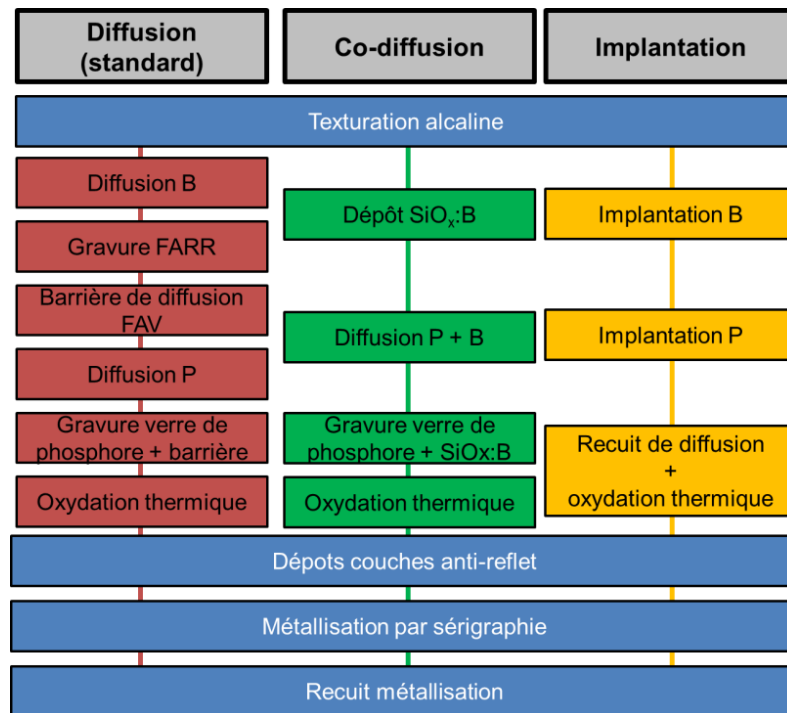 Diffusion
(standard)
Co-diffusion
Implantation
Texturation alcaline
Diffusion B
Gravure FARR
Barrière de diffusion
FAV
Diffusion P
Gravure verre de
phosphore + barrière
Oxydation thermique
Dépôt SiOx:B
Diffusion P + B
Gravure verre de
phosphore + SiOx:B
Oxydation thermique
Implantation B
Implantation P
Recuit de diffusion
+
oxydation thermique
Dépots couches anti-reflet
Métallisation par sérigraphie
Recuit métallisation